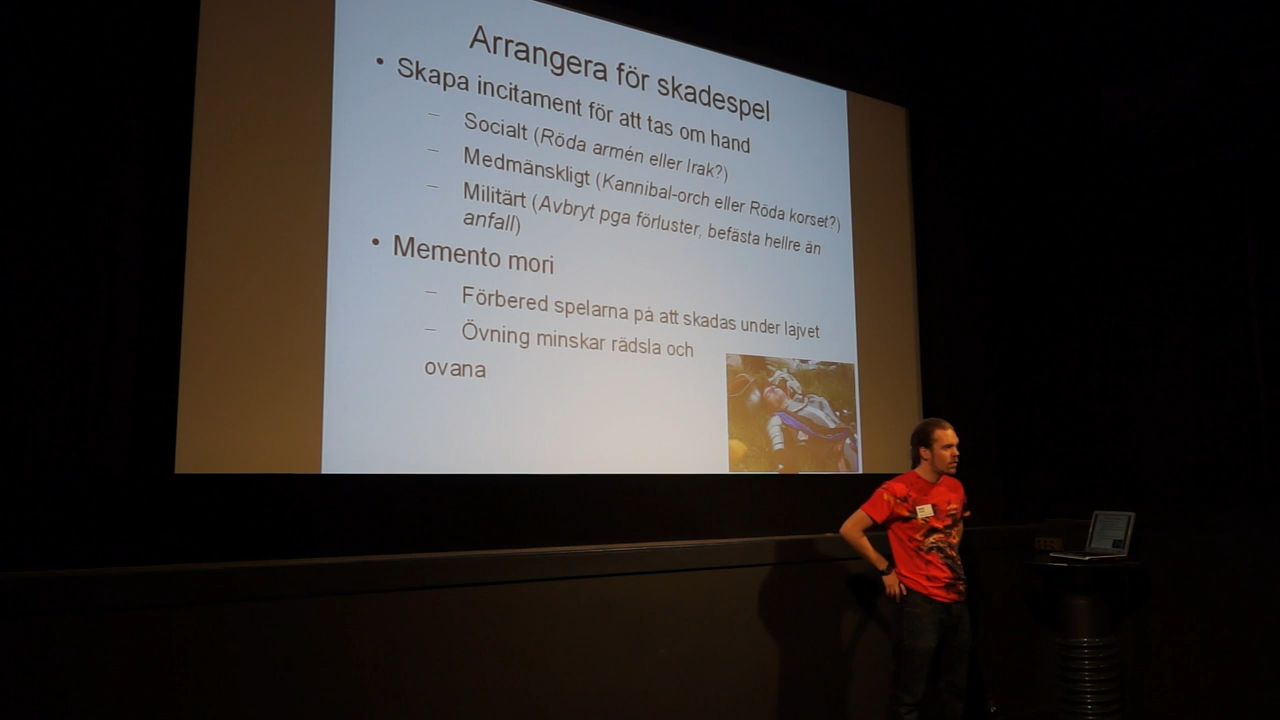 Arrangera för skadespel
• Skapa incitament för att tas om hand
– Socialt (Röda armén eller Irak?)
– Medmänskligt (Kannibal-orch eller Röda korset?)
– Militärt (Avbryt pga förluster, befästa hellre än
anfall)
• Memento mori
– Förbered spelarna på att skadas under lajvet
– Övning minskar rädsla och
ovana